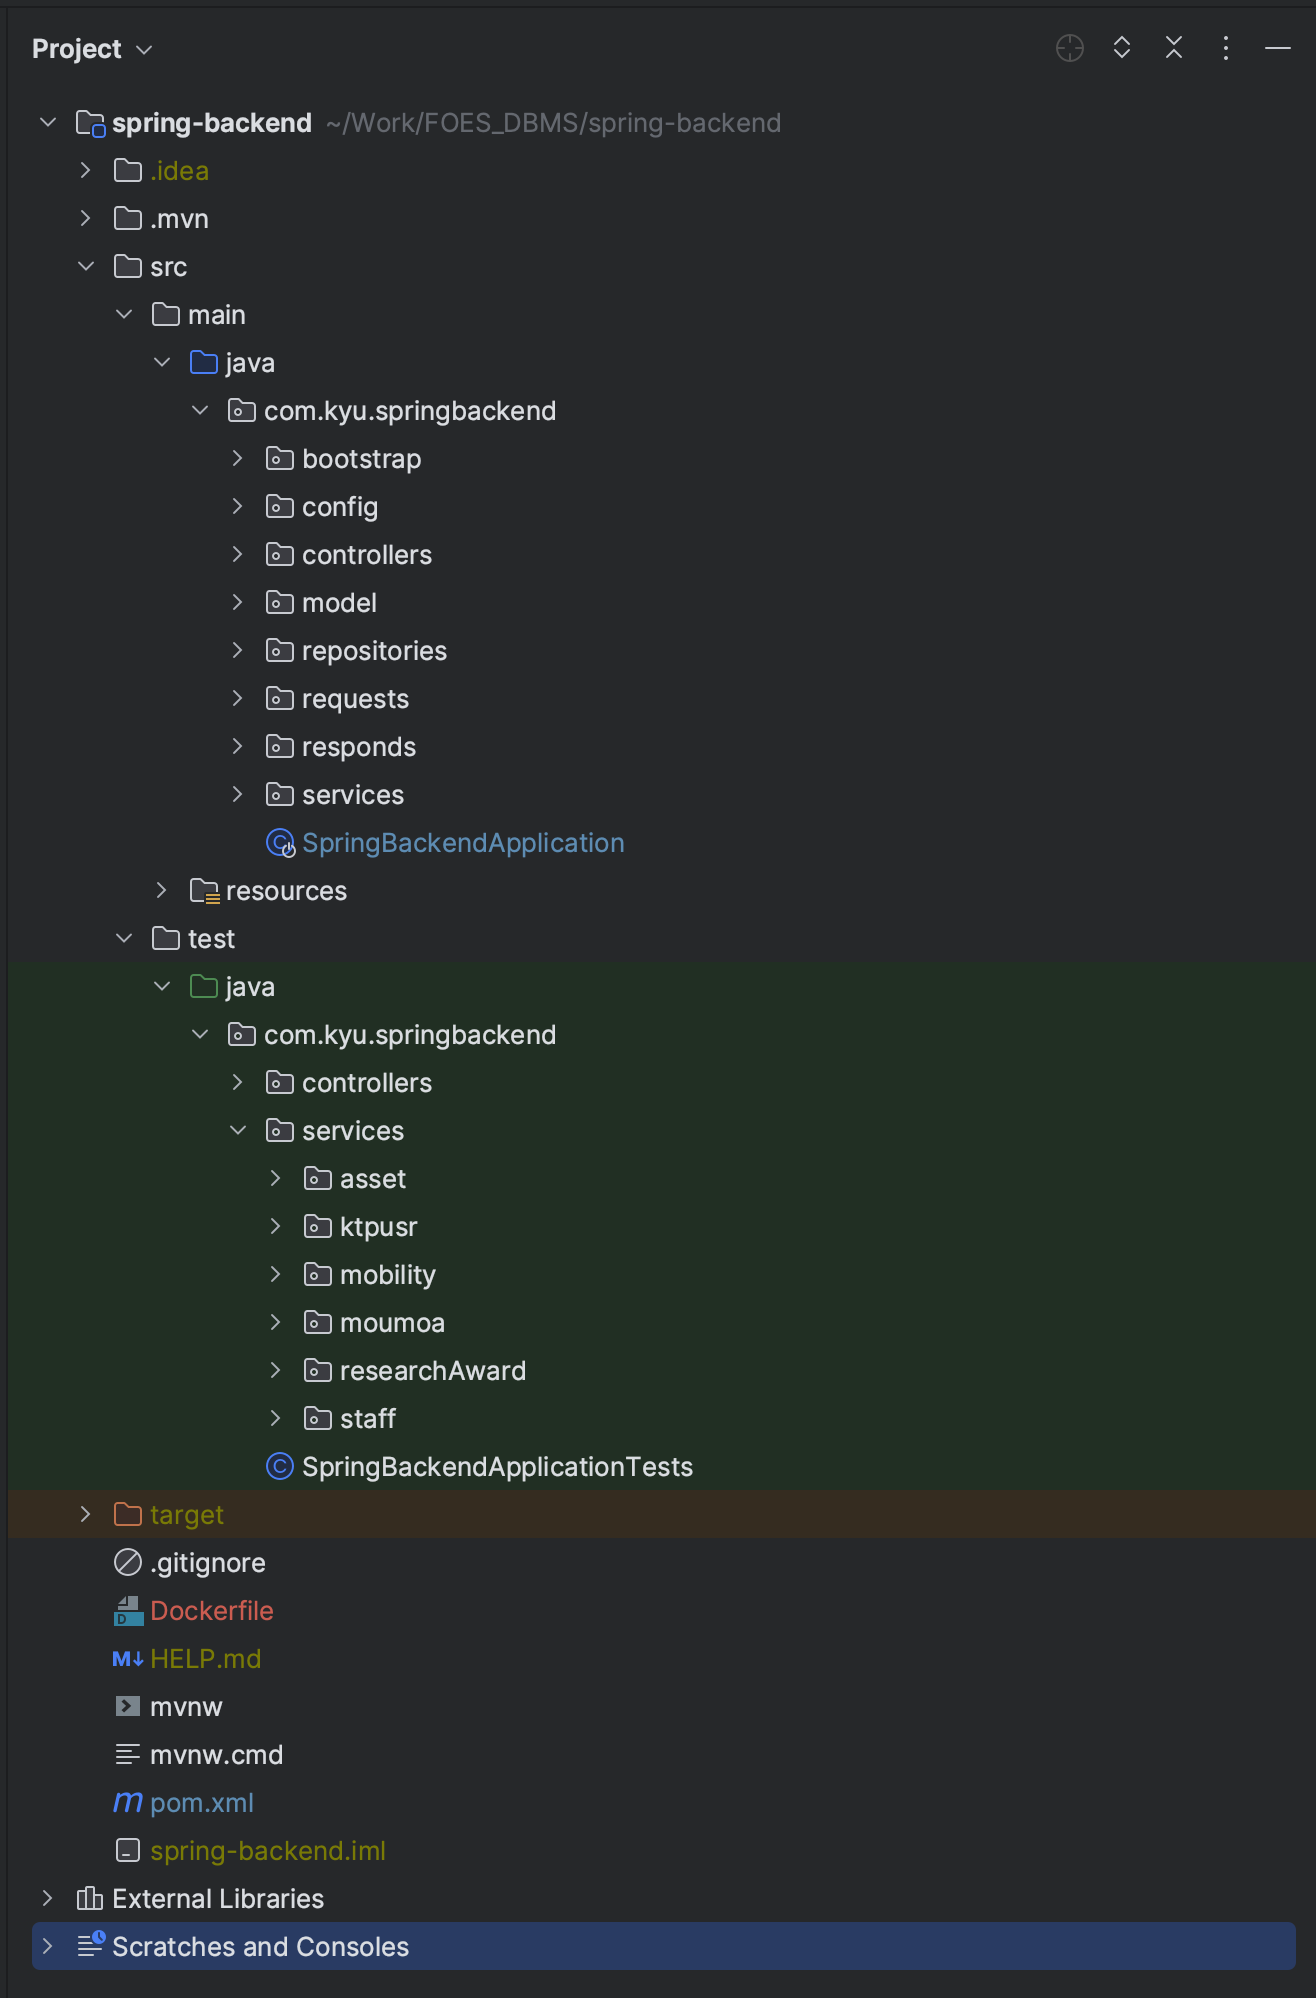 Project
spring-backend ~/Work/FOES_DBMS/spring-backend
.idea
.mvn
src
main
java
com.kyu.springbackend
bootstrap
config
controllers
model
repositories
requests
responds
services
SpringBackendApplication
resources
test
java
com.kyu.springbackend
controllers
services
asset
ktpusr
mobility
moumoa
researchAward
staff
SpringBackendApplicationTests
target
.gitignore
Dockerfile
HELP.md
mvnw
mvnw.cmd
pom.xml
spring-backend.iml
External Libraries
Scratches and Consoles